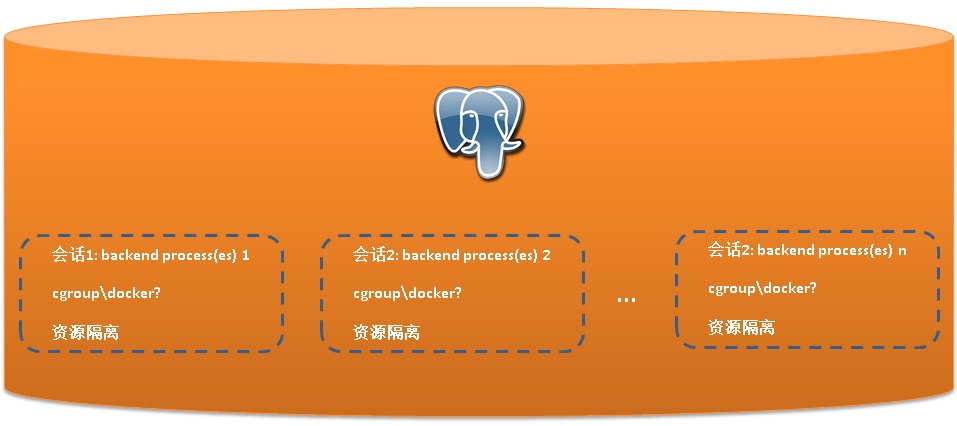 会话1: backend process(es) 1
cgroup\docker?
资源隔离
会话2: backend process(es) 2
cgroup\docker?
资源隔离
...
会话2: backend process(es) n
cgroup\docker?
资源隔离